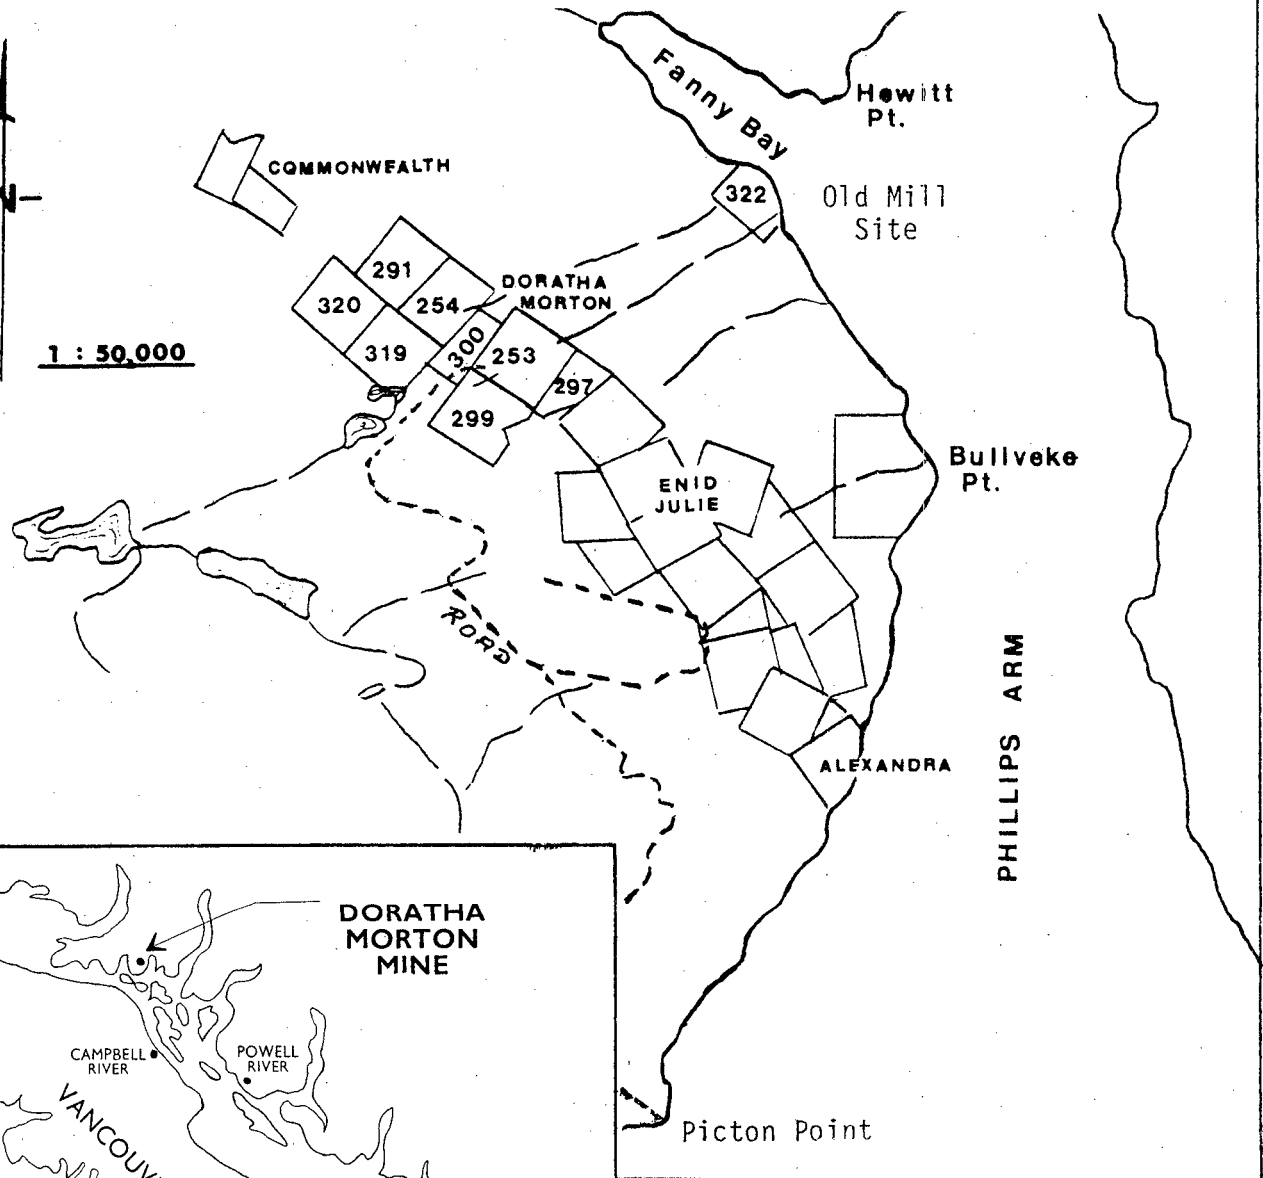 Fanny Bay
Hewitt
Pt.
COMMONWEALTH
322
Old Mill
Site
N
291
320
254
DORATHA
MORTON
300
319
253
297
299
1 : 50,000
ENID
JULIE
Bullveke
Pt.
ROAD
PHILLIPS ARM
ALEXANDRA
DORATHA
MORTON
MINE
CAMPBELL
RIVER
POWELL
RIVER
VANCOUV
Picton Point